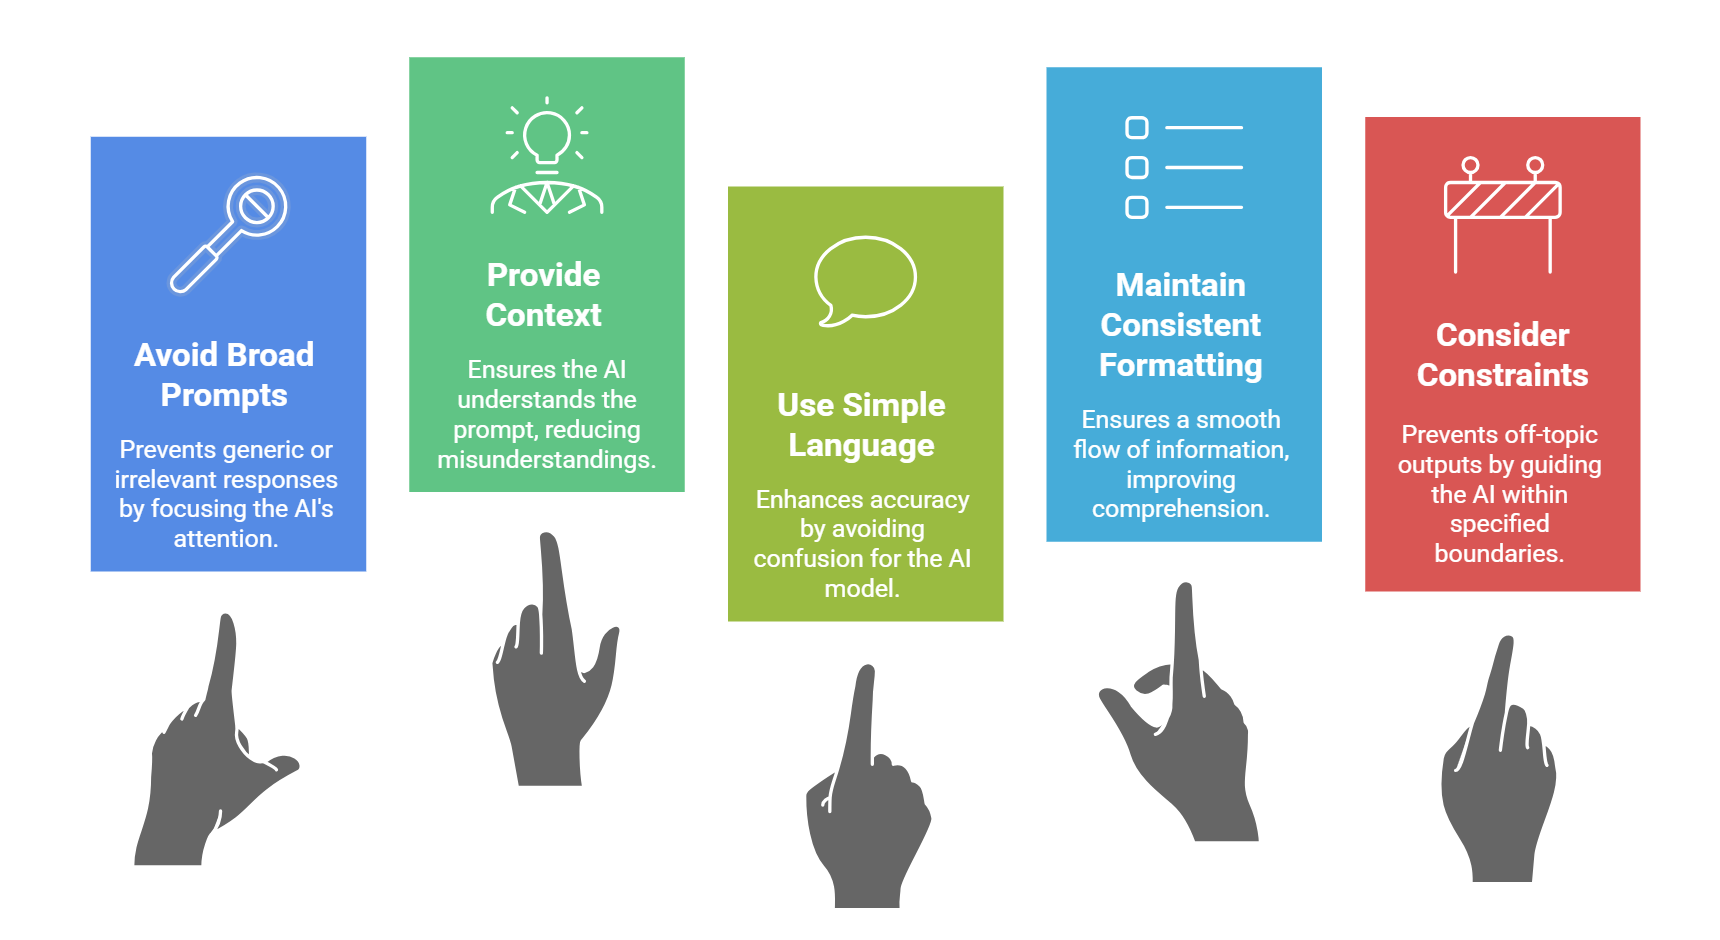 Avoid Broad
Prompts
Prevents generic or
irrelevant responses
by focusing the AI's
attention.
Provide
Context
Ensures the AI
understands the
prompt, reducing
misunderstandings.
Use Simple
Language
Enhances accuracy
by avoiding
confusion for the AI
model.
Maintain
Consistent
Formatting
Ensures a smooth
flow of information,
improving
comprehension.
Consider
Constraints
Prevents off-topic
outputs by guiding
the AI within
specified
boundaries.